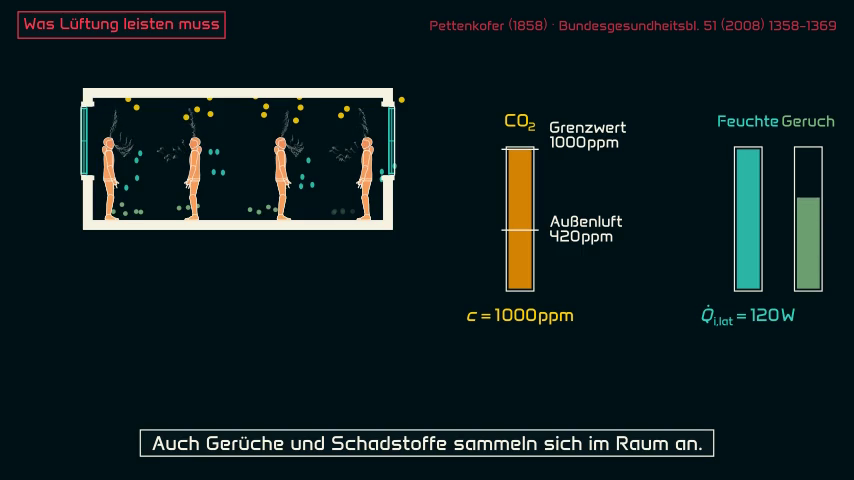 Was Lüftung leisten muss
Pettenkofer (1858) · Bundesgesundheitsbl. 51 (2008) 1358-1369
CO₂
Grenzwert
1000ppm
Außenluft
420ppm
c = 1000ppm
Feuchte Geruch
Q̇i,lat = 120W
Auch Gerüche und Schadstoffe sammeln sich im Raum an.